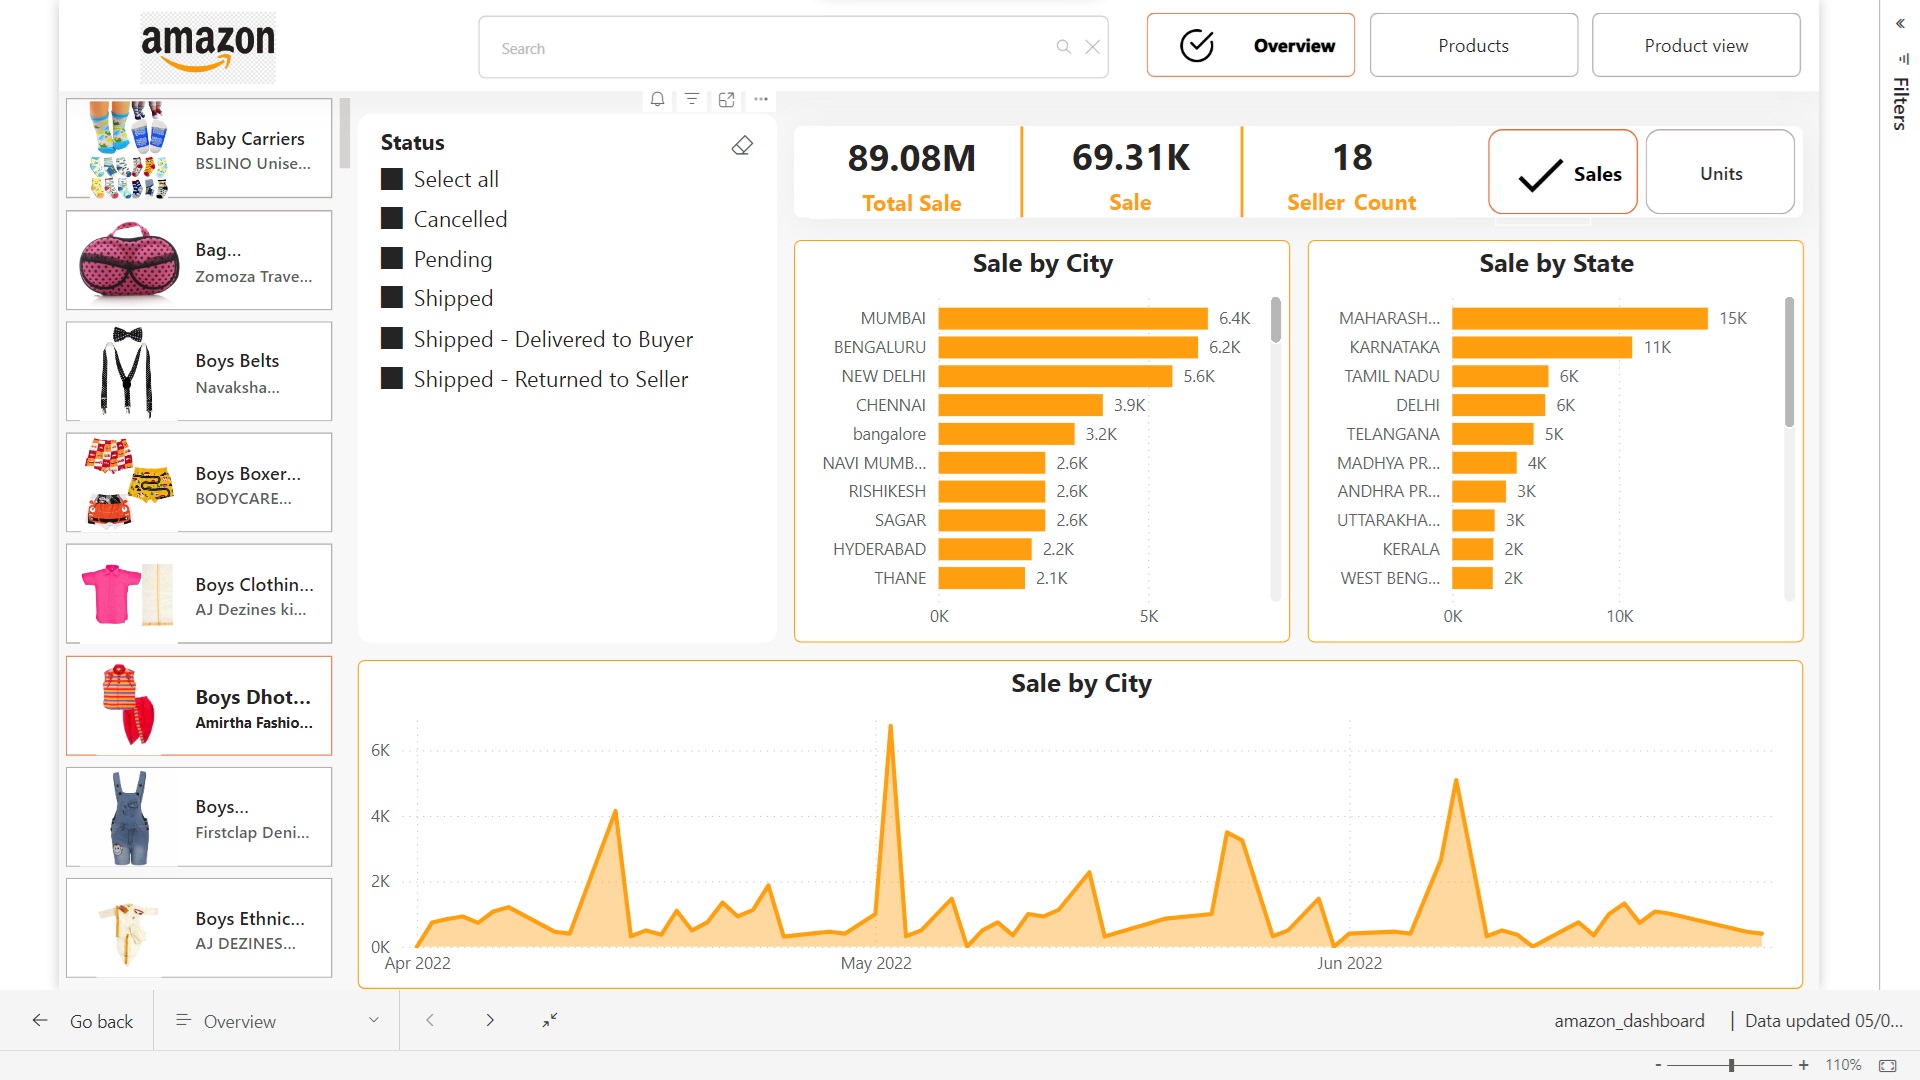 amazon
Search
Overview
Products
Product view
Filters
Baby Carriers
BSLINO Unise...
Bag...
Zomoza Trave...
Boys Belts
Navaksha...
Boys Boxer...
BODYCARE...
Boys Clothin...
AJ Dezines ki...
Boys Dhot...
Amirtha Fashio...
Boys...
Firstclap Deni...
Boys Ethnic...
AJ DEZINES...
Status
Select all
Cancelled
Pending
Shipped
Shipped - Delivered to Buyer
Shipped - Returned to Seller
89.08M
Total Sale
69.31K
Sale
18
Seller Count
Sales
Units
Sale by City
MUMBAI 6.4K
BENGALURU 6.2K
NEW DELHI 5.6K
CHENNAI 3.9K
bangalore 3.2K
NAVI MUMB... 2.6K
RISHIKESH 2.6K
SAGAR 2.6K
HYDERABAD 2.2K
THANE 2.1K
0K 5K
Sale by State
MAHARASH... 15K
KARNATAKA 11K
TAMIL NADU 6K
DELHI 6K
TELANGANA 5K
MADHYA PR... 4K
ANDHRA PR... 3K
UTTARAKHA... 3K
KERALA 2K
WEST BENG... 2K
0K 10K
Sale by City
6K
4K
2K
0K
Apr 2022 May 2022 Jun 2022
Go back
Overview
amazon_dashboard | Data updated 05/0...
- + 110%